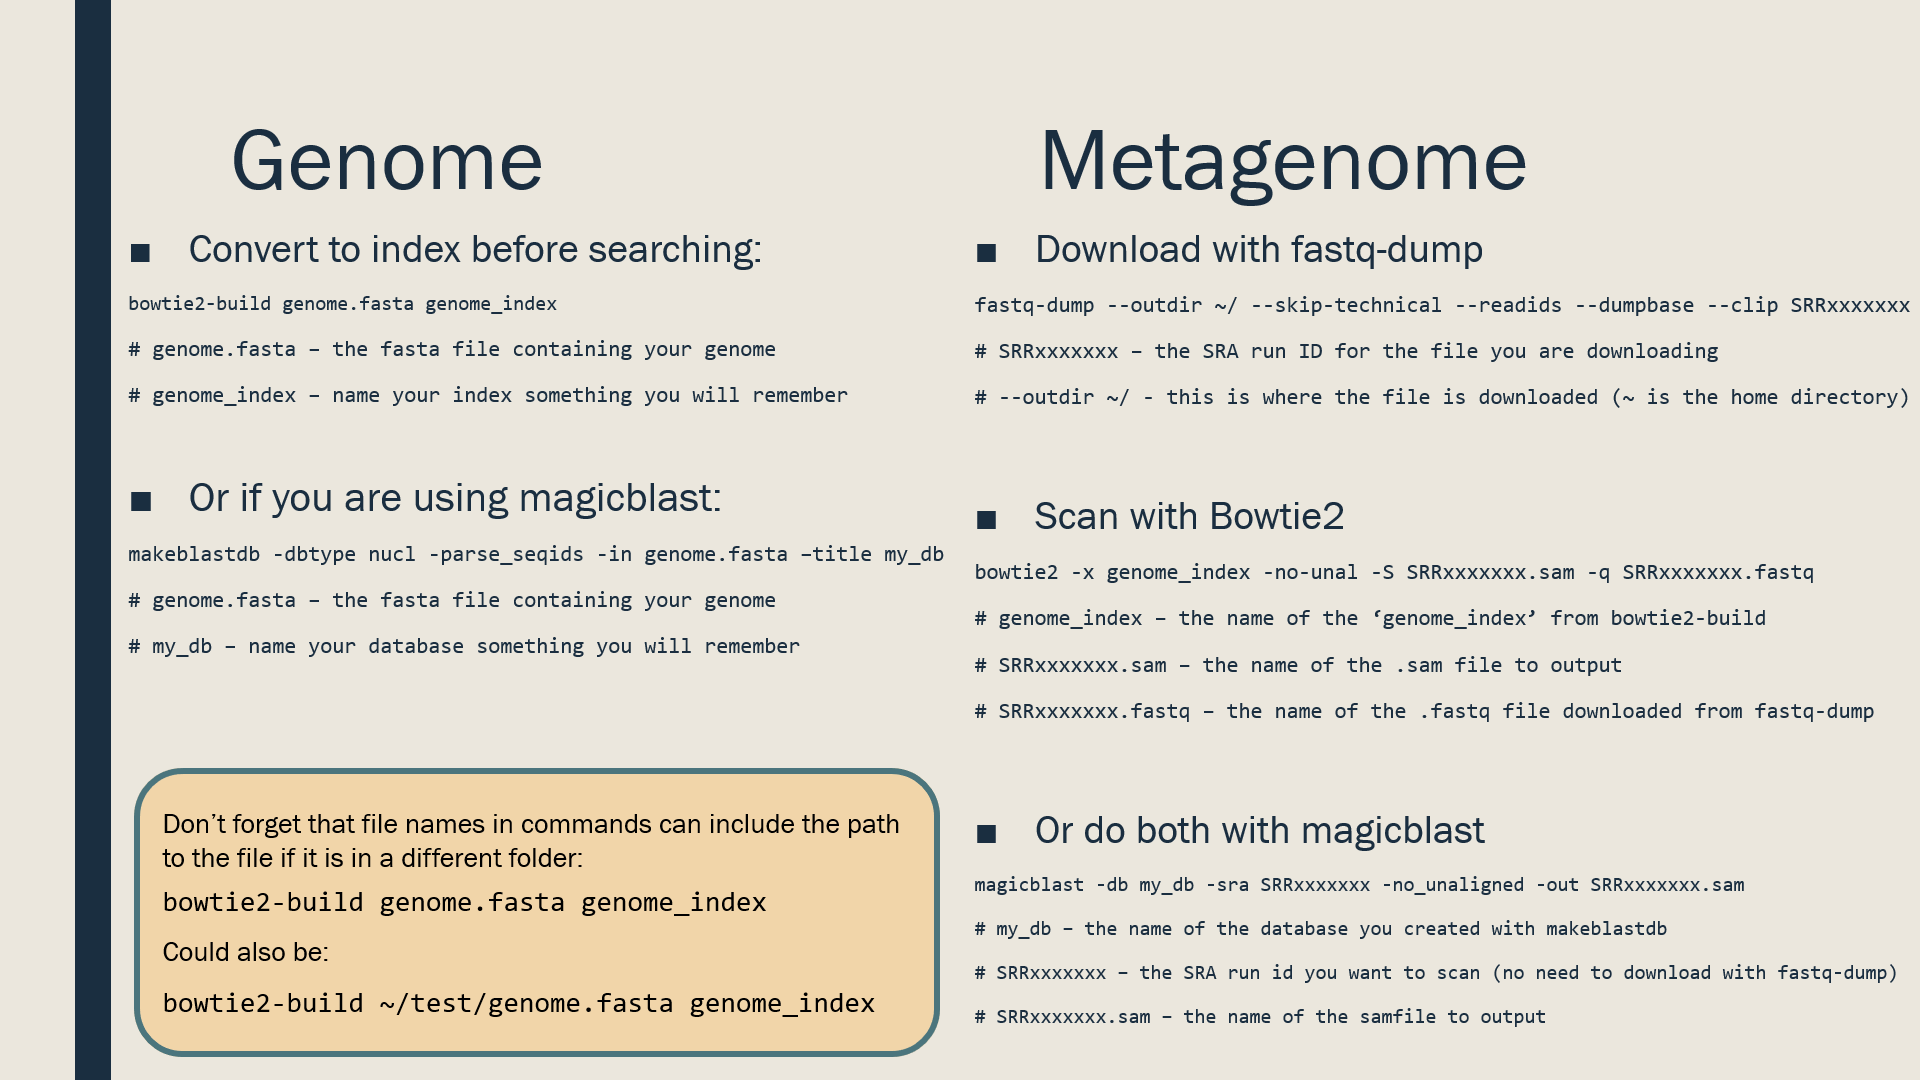 Genome
■ Convert to index before searching:
bowtie2-build genome.fasta genome_index
# genome.fasta – the fasta file containing your genome
# genome_index – name your index something you will remember
■ Or if you are using magicblast:
makeblastdb -dbtype nucl -parse_seqids -in genome.fasta –title my_db
# genome.fasta – the fasta file containing your genome
# my_db – name your database something you will remember
Don’t forget that file names in commands can include the path
to the file if it is in a different folder:
bowtie2-build genome.fasta genome_index
Could also be:
bowtie2-build ~/test/genome.fasta genome_index
Metagenome
■ Download with fastq-dump
fastq-dump --outdir ~/ --skip-technical --readids --dumpbase --clip SRRxxxxxxx
# SRRxxxxxxx – the SRA run ID for the file you are downloading
# --outdir ~/ - this is where the file is downloaded (~ is the home directory)
■ Scan with Bowtie2
bowtie2 -x genome_index -no-unal -S SRRxxxxxxx.sam -q SRRxxxxxxx.fastq
# genome_index – the name of the ‘genome_index’ from bowtie2-build
# SRRxxxxxxx.sam – the name of the .sam file to output
# SRRxxxxxxx.fastq – the name of the .fastq file downloaded from fastq-dump
■ Or do both with magicblast
magicblast -db my_db -sra SRRxxxxxxx -no_unaligned -out SRRxxxxxxx.sam
# my_db – the name of the database you created with makeblastdb
# SRRxxxxxxx – the SRA run id you want to scan (no need to download with fastq-dump)
# SRRxxxxxxx.sam – the name of the samfile to output